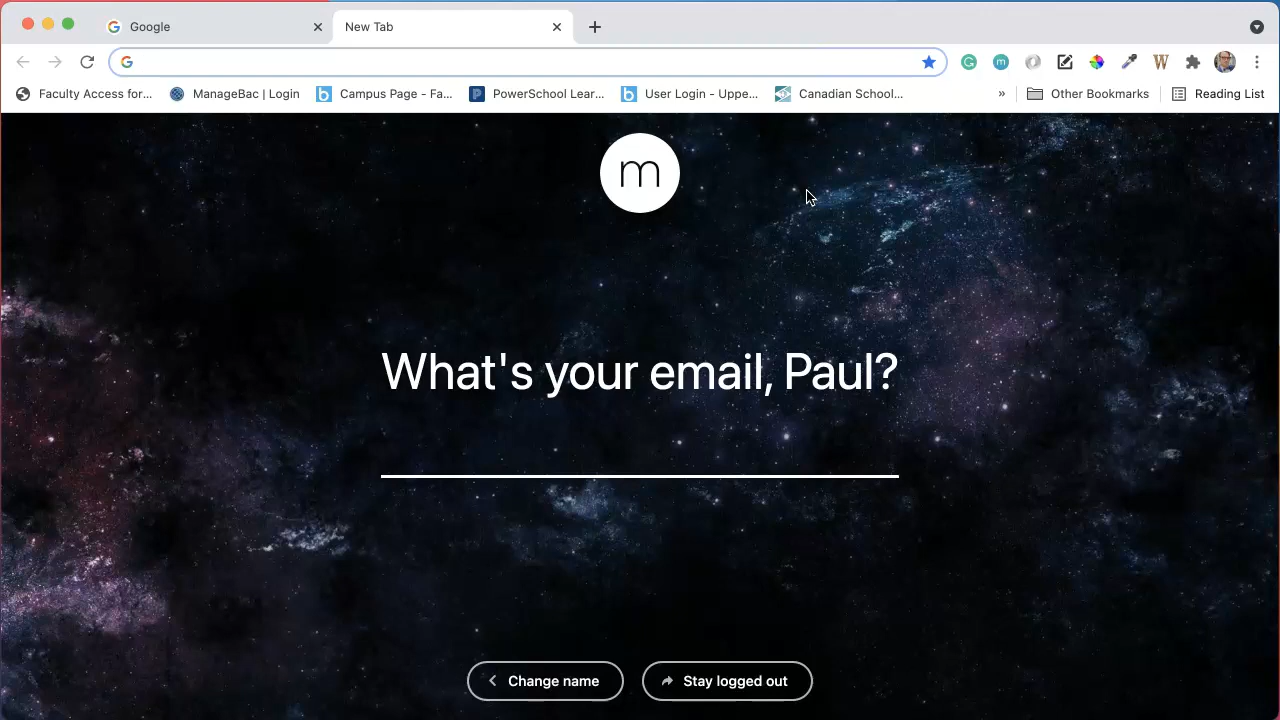 Google
New Tab
Faculty Access for...
ManageBac | Login
Campus Page - Fa...
PowerSchool Lear...
User Login - Uppe...
Canadian School...
»
Other Bookmarks
Reading List
m
What's your email, Paul?
Change name
Stay logged out